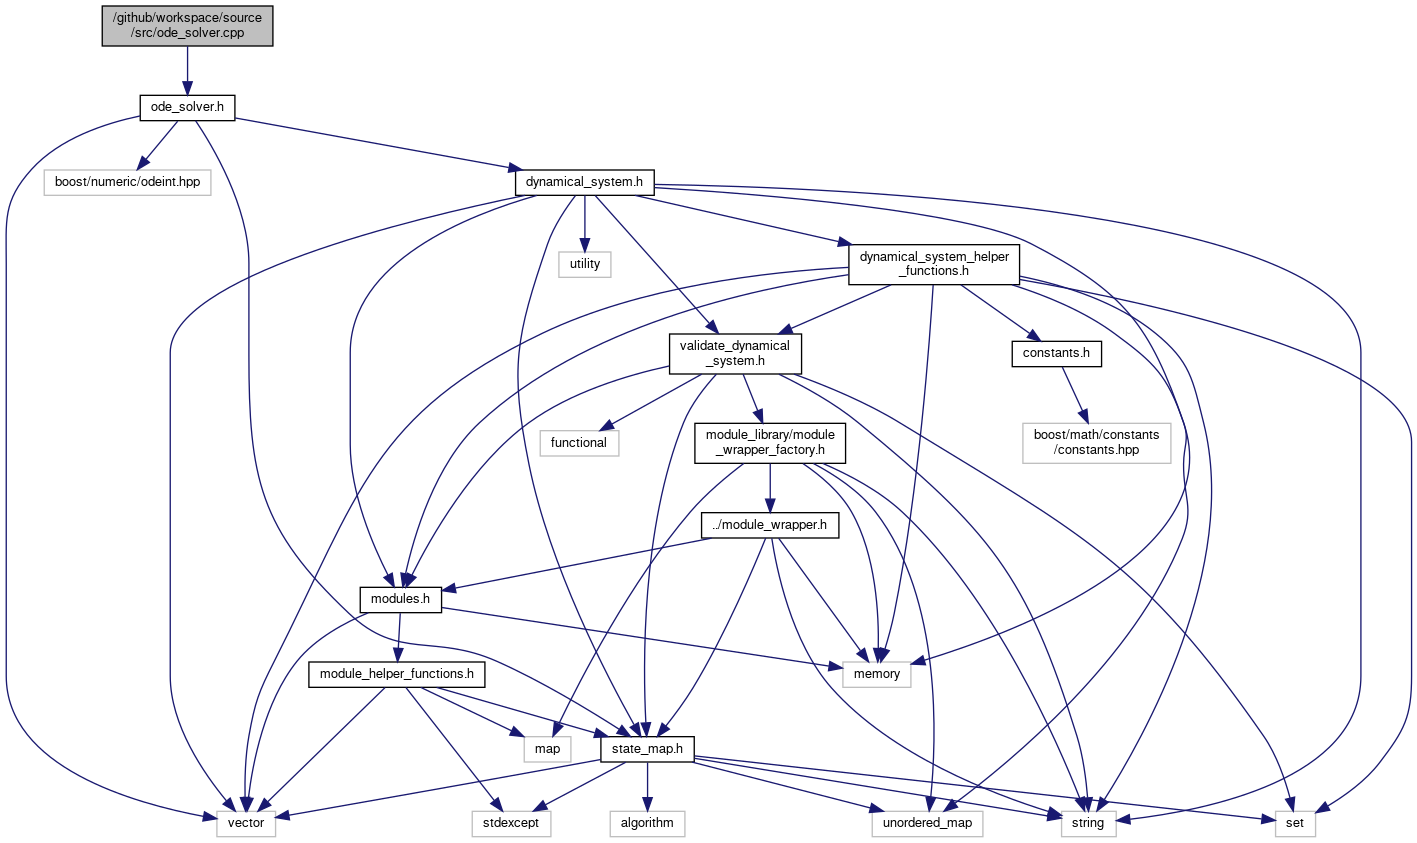 /github/workspace/source
/src/ode_solver.cpp
ode_solver.h
boost/numeric/odeint.hpp
dynamical_system.h
utility
dynamical_system_helper
_functions.h
validate_dynamical
_system.h
constants.h
functional
module_library/module
_wrapper_factory.h
boost/math/constants
/constants.hpp
../module_wrapper.h
modules.h
module_helper_functions.h
memory
map
state_map.h
vector
stdexcept
algorithm
unordered_map
string
set